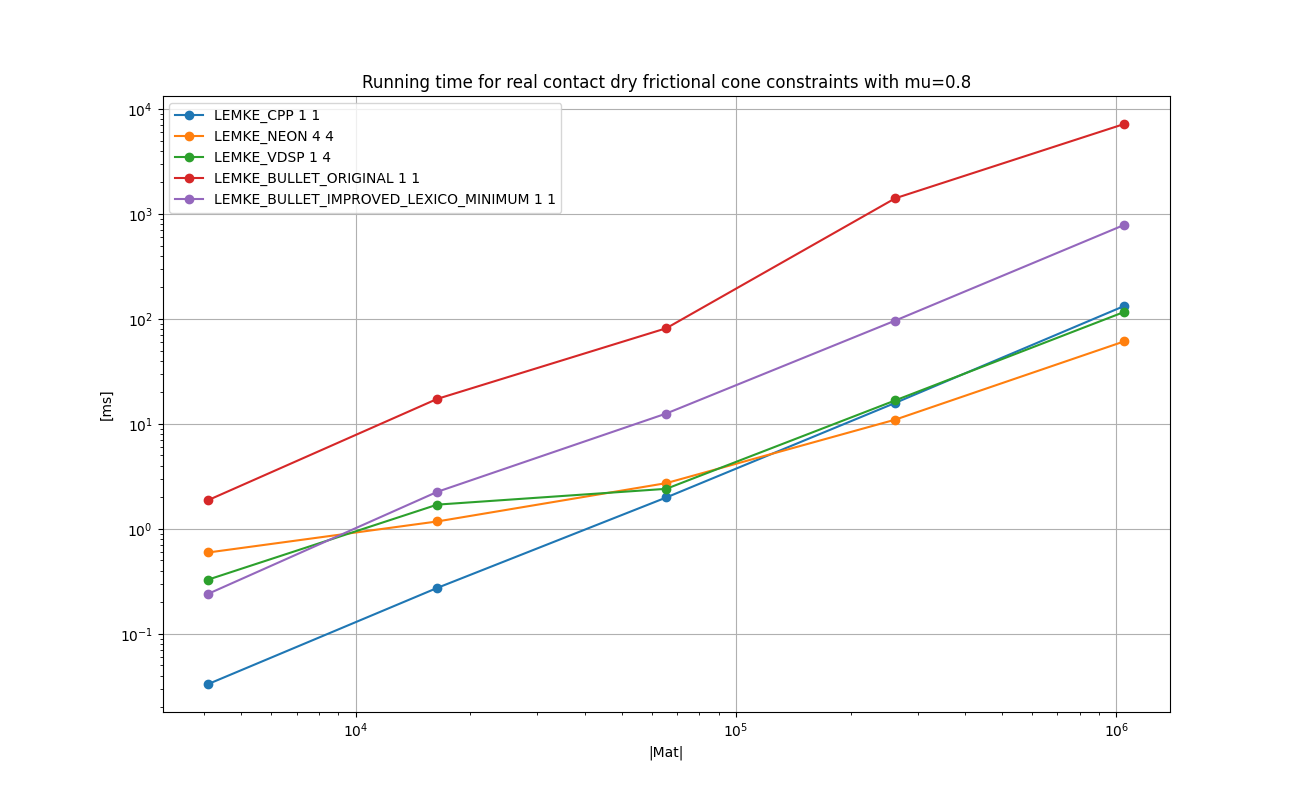 Running time for real contact dry frictional cone constraints with mu=0.8
LEMKE_CPP 1 1
LEMKE_NEON 4 4
LEMKE_VDSP 1 4
LEMKE_BULLET_ORIGINAL 1 1
LEMKE_BULLET_IMPROVED_LEXICO_MINIMUM 1 1
10⁴
10³
10²
10¹
10⁰
10⁻¹
[ms]
10⁴ 10⁵ 10⁶
|Mat|